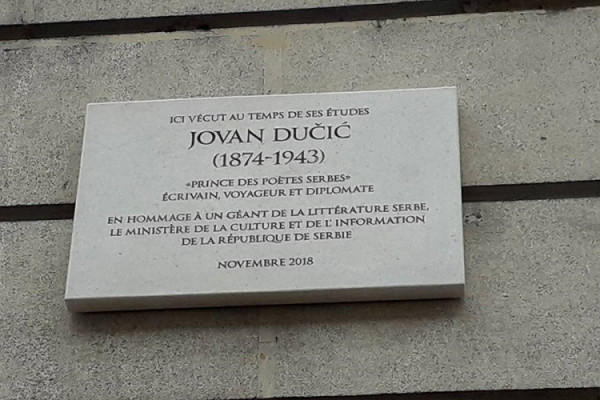 ICI VÉCUT AU TEMPS DE SES ÉTUDES
JOVAN DUČIĆ
(1874-1943)
«PRINCE DES POÈTES SERBES»
ÉCRIVAIN, VOYAGEUR ET DIPLOMATE
EN HOMMAGE À UN GÉANT DE LA LITTÉRATURE SERBE,
LE MINISTÈRE DE LA CULTURE ET DE L' INFORMATION
DE LA RÉPUBLIQUE DE SERBIE
NOVEMBRE 2018